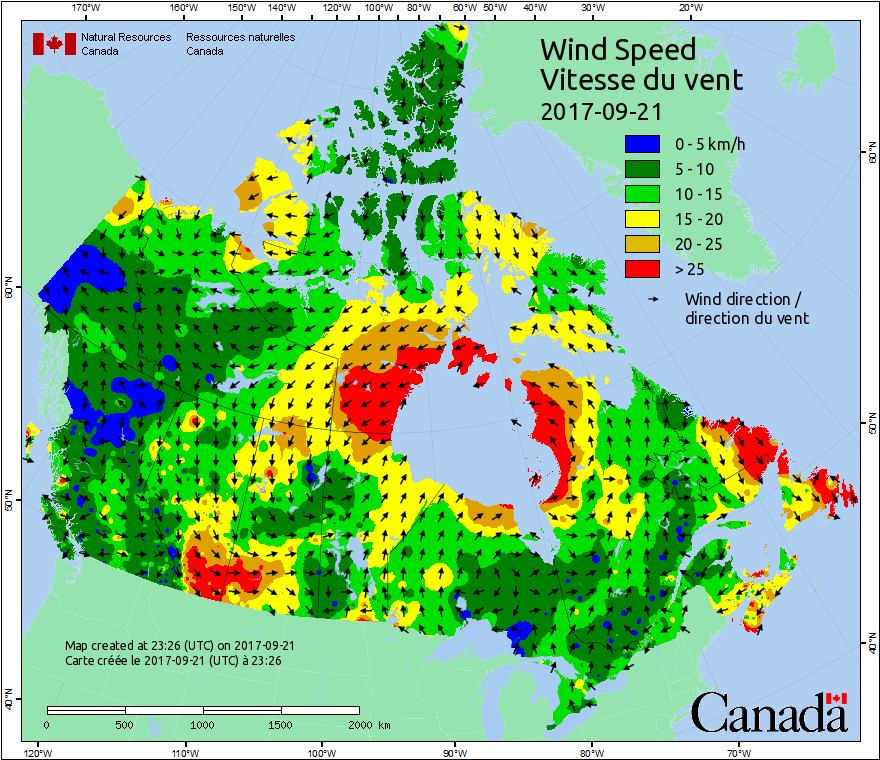 170°W 160°W 150°W 140°W 120°W 100°W 80°W 60°W 50°W 40°W 30°W 20°W
Natural Resources Ressources naturelles
Canada Canada
Wind Speed
Vitesse du vent
2017-09-21
0 - 5 km/h
5 - 10
10 - 15
15 - 20
20 - 25
> 25
Wind direction /
direction du vent
60°N
60°N
50°N
50°N
40°N
40°N
Map created at 23:26 (UTC) on 2017-09-21
Carte créée le 2017-09-21 (UTC) à 23:26
0 500 1000 1500 2000 km
Canada
120°W 110°W 100°W 90°W 80°W 70°W